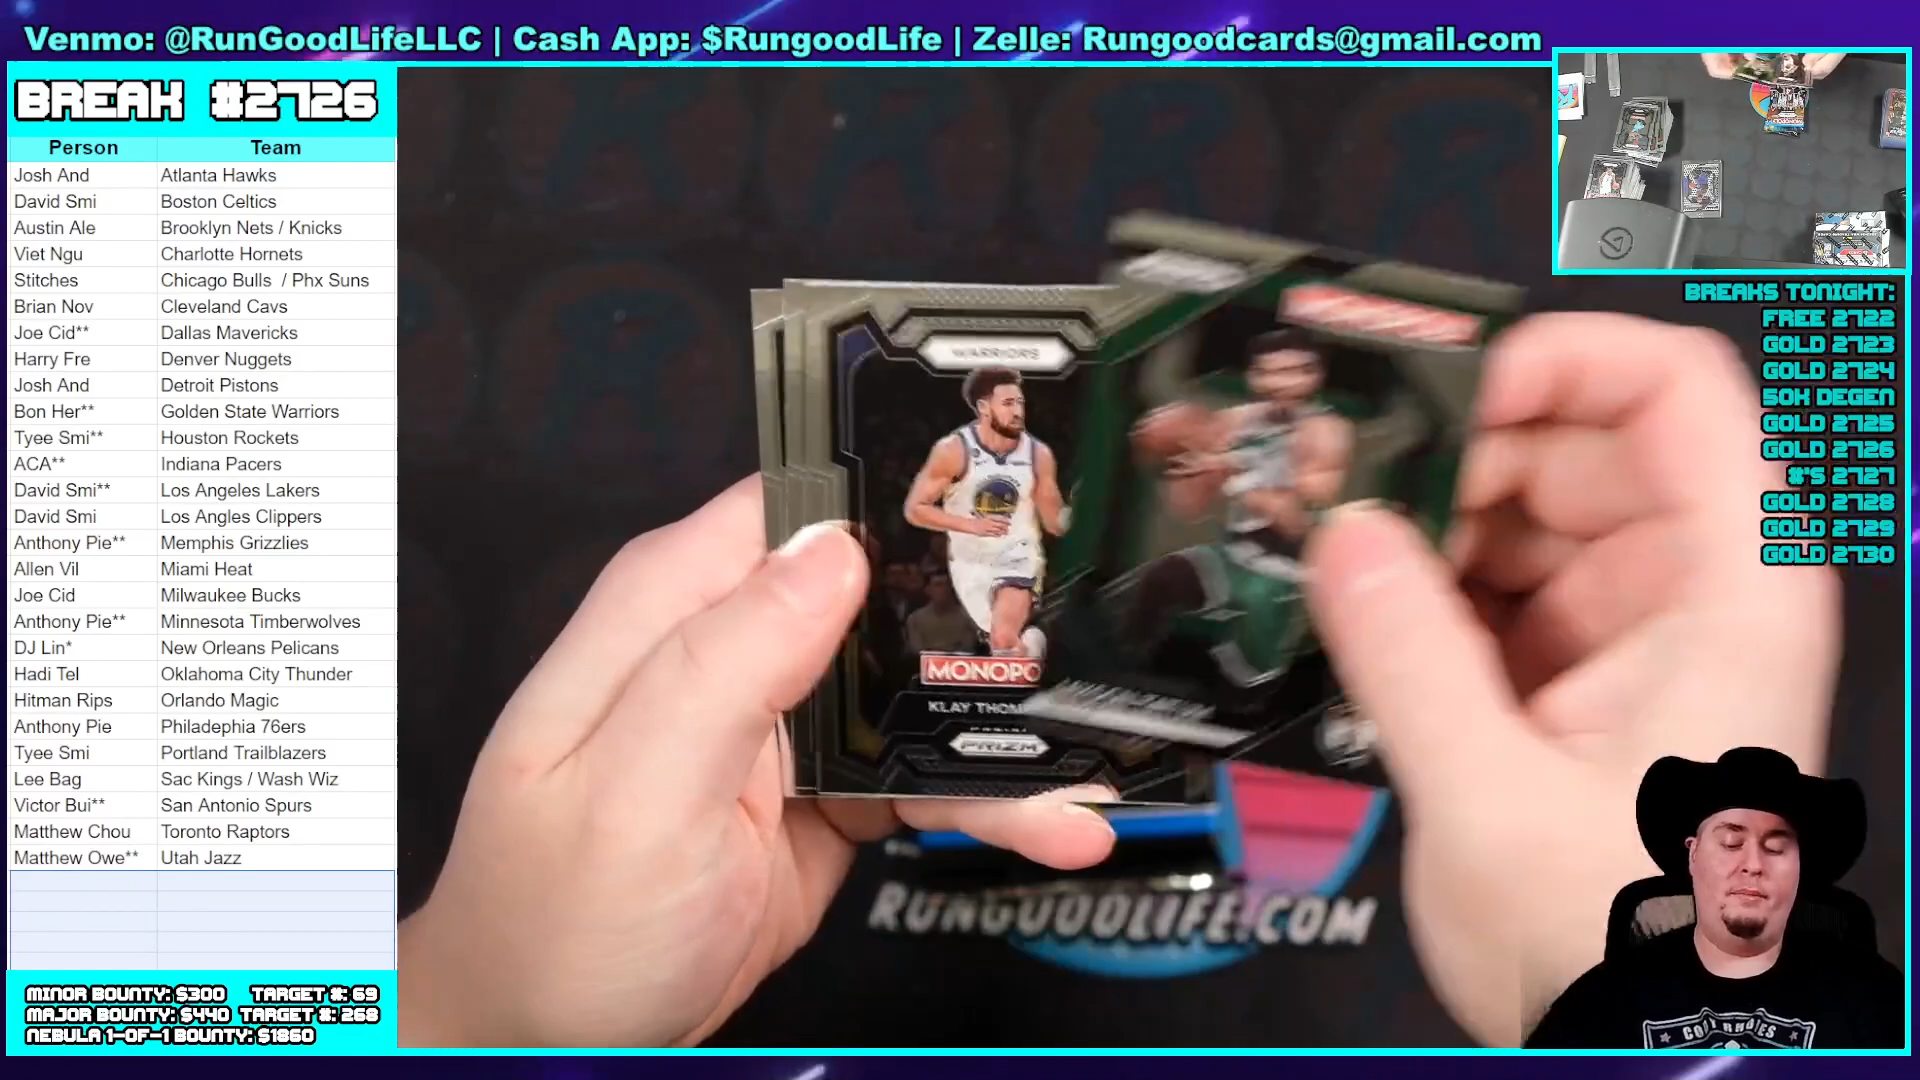 Venmo: @RunGoodLifeLLC | Cash App: $RungoodLife | Zelle: Rungoodcards@gmail.com
BREAK #2726
Person Team
Josh And Atlanta Hawks
David Smi Boston Celtics
Austin Ale Brooklyn Nets / Knicks
Viet Ngu Charlotte Hornets
Stitches Chicago Bulls / Phx Suns
Brian Nov Cleveland Cavs
Joe Cid** Dallas Mavericks
Harry Fre Denver Nuggets
Josh And Detroit Pistons
Bon Her** Golden State Warriors
Tyee Smi** Houston Rockets
ACA** Indiana Pacers
David Smi** Los Angeles Lakers
David Smi Los Angles Clippers
Anthony Pie** Memphis Grizzlies
Allen Vil Miami Heat
Joe Cid Milwaukee Bucks
Anthony Pie** Minnesota Timberwolves
DJ Lin* New Orleans Pelicans
Hadi Tel Oklahoma City Thunder
Hitman Rips Orlando Magic
Anthony Pie Philadephia 76ers
Tyee Smi Portland Trailblazers
Lee Bag Sac Kings / Wash Wiz
Victor Bui** San Antonio Spurs
Matthew Chou Toronto Raptors
Matthew Owe** Utah Jazz
MINOR BOUNTY: $300 TARGET #: 69
MAJOR BOUNTY: $440 TARGET #: 268
NEBULA 1-OF-1 BOUNTY: $1860
WARRIORS
MONOPO
KLAY THOM
PANINI
PRIZM
RUNGOODLIFE.COM
BREAKS TONIGHT:
FREE 2722
GOLD 2723
GOLD 2724
50K DEGEN
GOLD 2725
GOLD 2726
#'S 2727
GOLD 2728
GOLD 2729
GOLD 2730
CODY RHODES